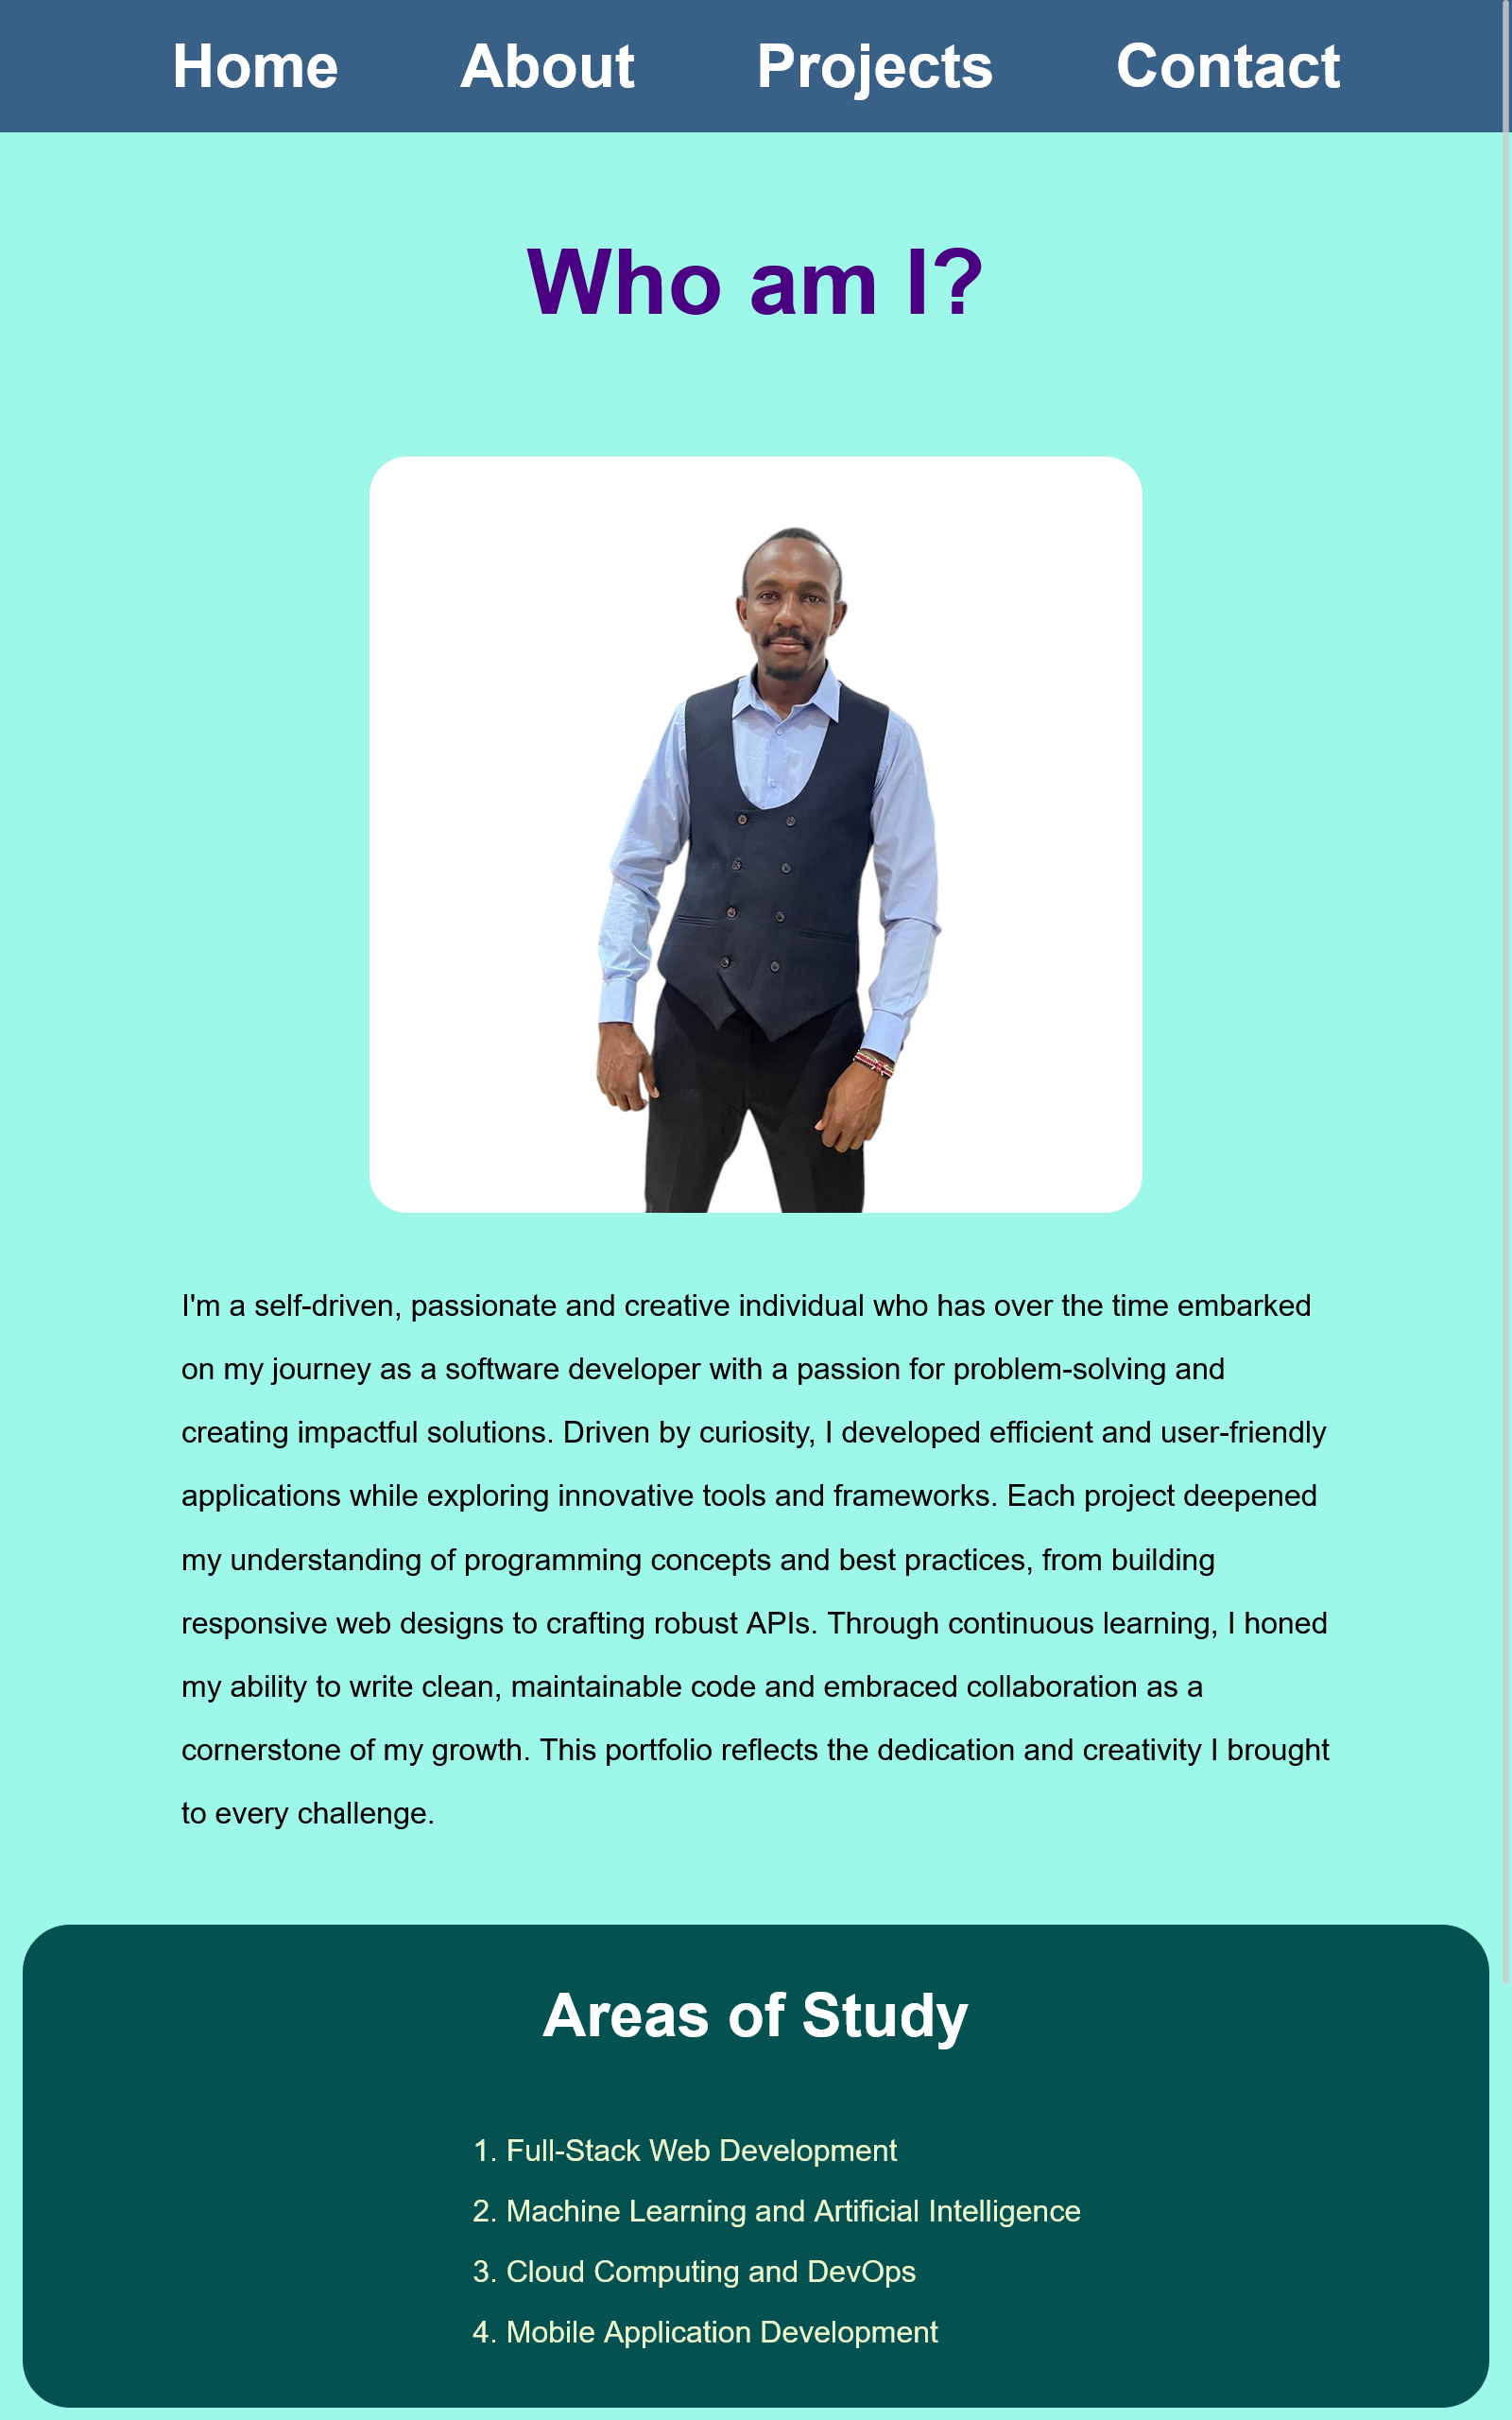 Home About Projects Contact
Who am I?
I'm a self-driven, passionate and creative individual who has over the time embarked
on my journey as a software developer with a passion for problem-solving and
creating impactful solutions. Driven by curiosity, I developed efficient and user-friendly
applications while exploring innovative tools and frameworks. Each project deepened
my understanding of programming concepts and best practices, from building
responsive web designs to crafting robust APIs. Through continuous learning, I honed
my ability to write clean, maintainable code and embraced collaboration as a
cornerstone of my growth. This portfolio reflects the dedication and creativity I brought
to every challenge.
Areas of Study
1. Full-Stack Web Development
2. Machine Learning and Artificial Intelligence
3. Cloud Computing and DevOps
4. Mobile Application Development